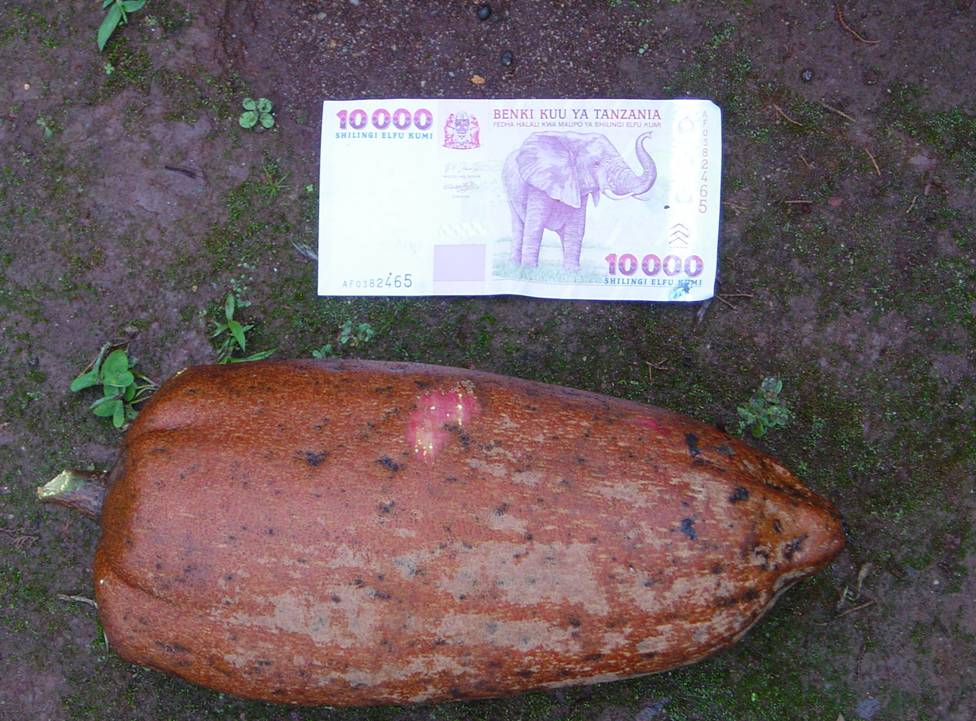 10000
SHILINGI ELFU KUMI
BENKI KUU YA TANZANIA
FEDHA HALALI KWA MALIPO YA SHILINGI ELFU KUMI
AF0382465
10000
SHILINGI ELFU KUMI
AF0382465